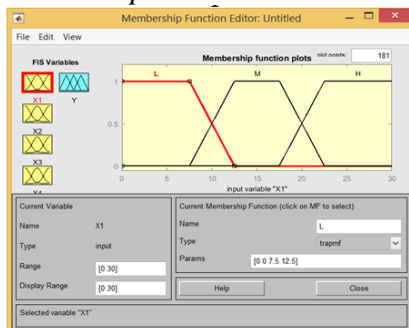 Membership Function Editor: Untitled
File Edit View
FIS Variables
Membership function plots
plot points:
181
X1
Y
X2
X3
X4
L
M
H
1
0.5
0
0 5 10 15 20 25 30
input variable "X1"
Current Variable
Name X1
Type input
Range [0 30]
Display Range [0 30]
Current Membership Function (click on MF to select)
Name L
Type trapmf
Params [0 0 7.5 12.5]
Help Close
Selected variable "X1"